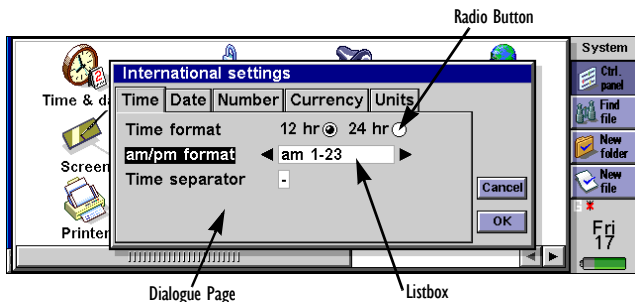 Radio Button
System
International settings
Ctrl.
panel
Time & da
Time Date Number Currency Units
Find
file
Time format 12 hr 24 hr
am/pm format am 1-23
New
folder
Screen
Time separator -
Cancel
New
file
OK
Printer
Fri
17
Dialogue Page
Listbox